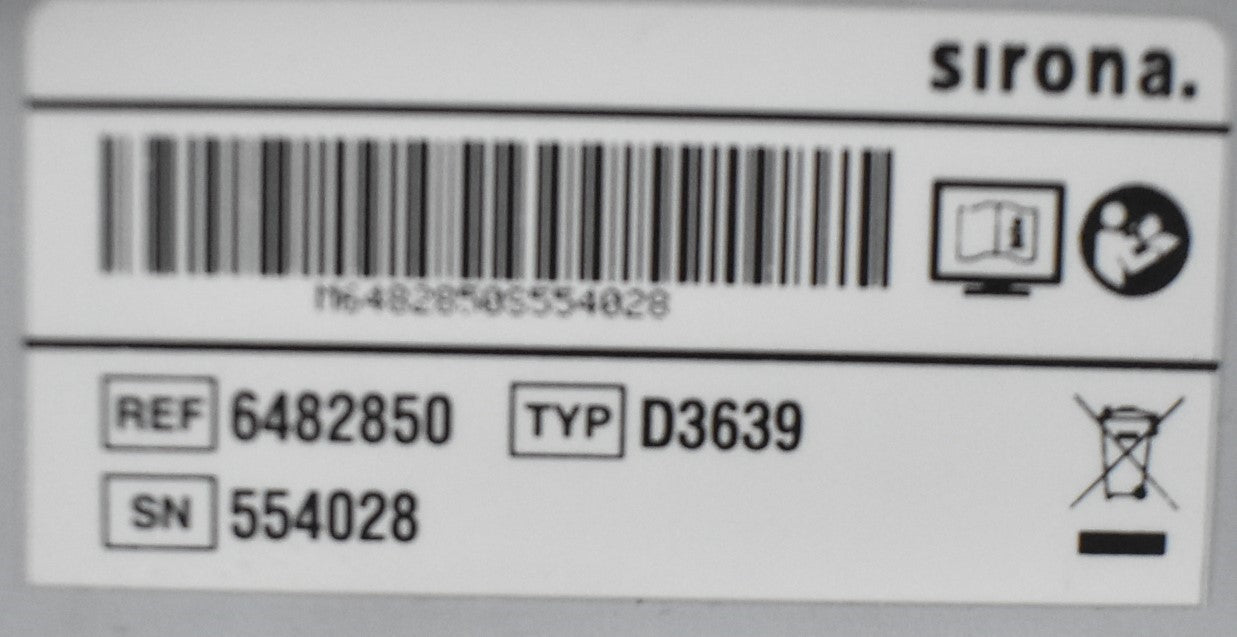 sirona.
M6482850S554028
REF 6482850 TYP D3639
SN 554028